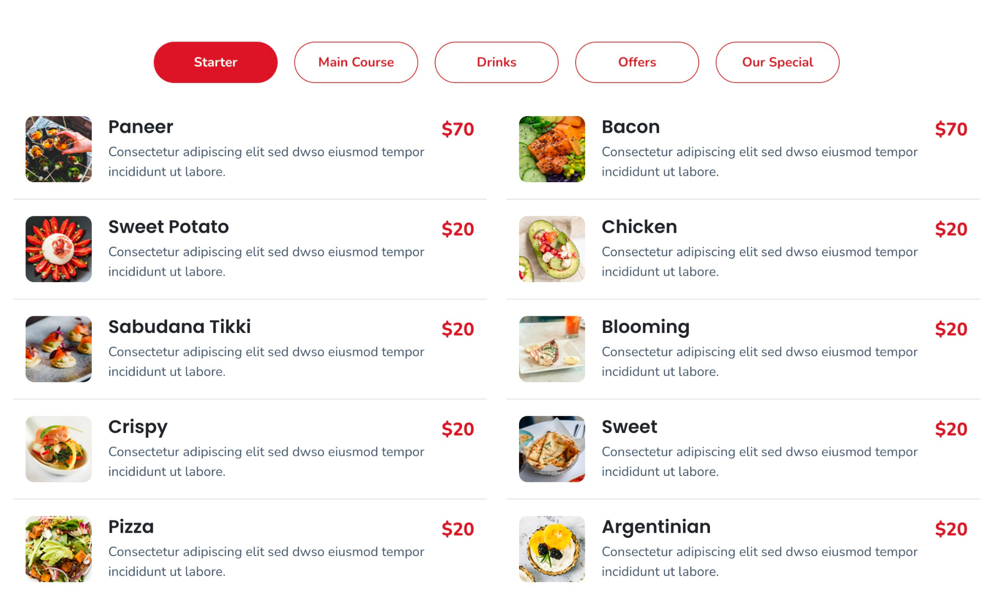 Starter
Main Course
Drinks
Offers
Our Special
Paneer
$70
Consectetur adipiscing elit sed dwso eiusmod tempor
incididunt ut labore.
Bacon
$70
Consectetur adipiscing elit sed dwso eiusmod tempor
incididunt ut labore.
Sweet Potato
$20
Consectetur adipiscing elit sed dwso eiusmod tempor
incididunt ut labore.
Chicken
$20
Consectetur adipiscing elit sed dwso eiusmod tempor
incididunt ut labore.
Sabudana Tikki
$20
Consectetur adipiscing elit sed dwso eiusmod tempor
incididunt ut labore.
Blooming
$20
Consectetur adipiscing elit sed dwso eiusmod tempor
incididunt ut labore.
Crispy
$20
Consectetur adipiscing elit sed dwso eiusmod tempor
incididunt ut labore.
Sweet
$20
Consectetur adipiscing elit sed dwso eiusmod tempor
incididunt ut labore.
Pizza
$20
Consectetur adipiscing elit sed dwso eiusmod tempor
incididunt ut labore.
Argentinian
$20
Consectetur adipiscing elit sed dwso eiusmod tempor
incididunt ut labore.